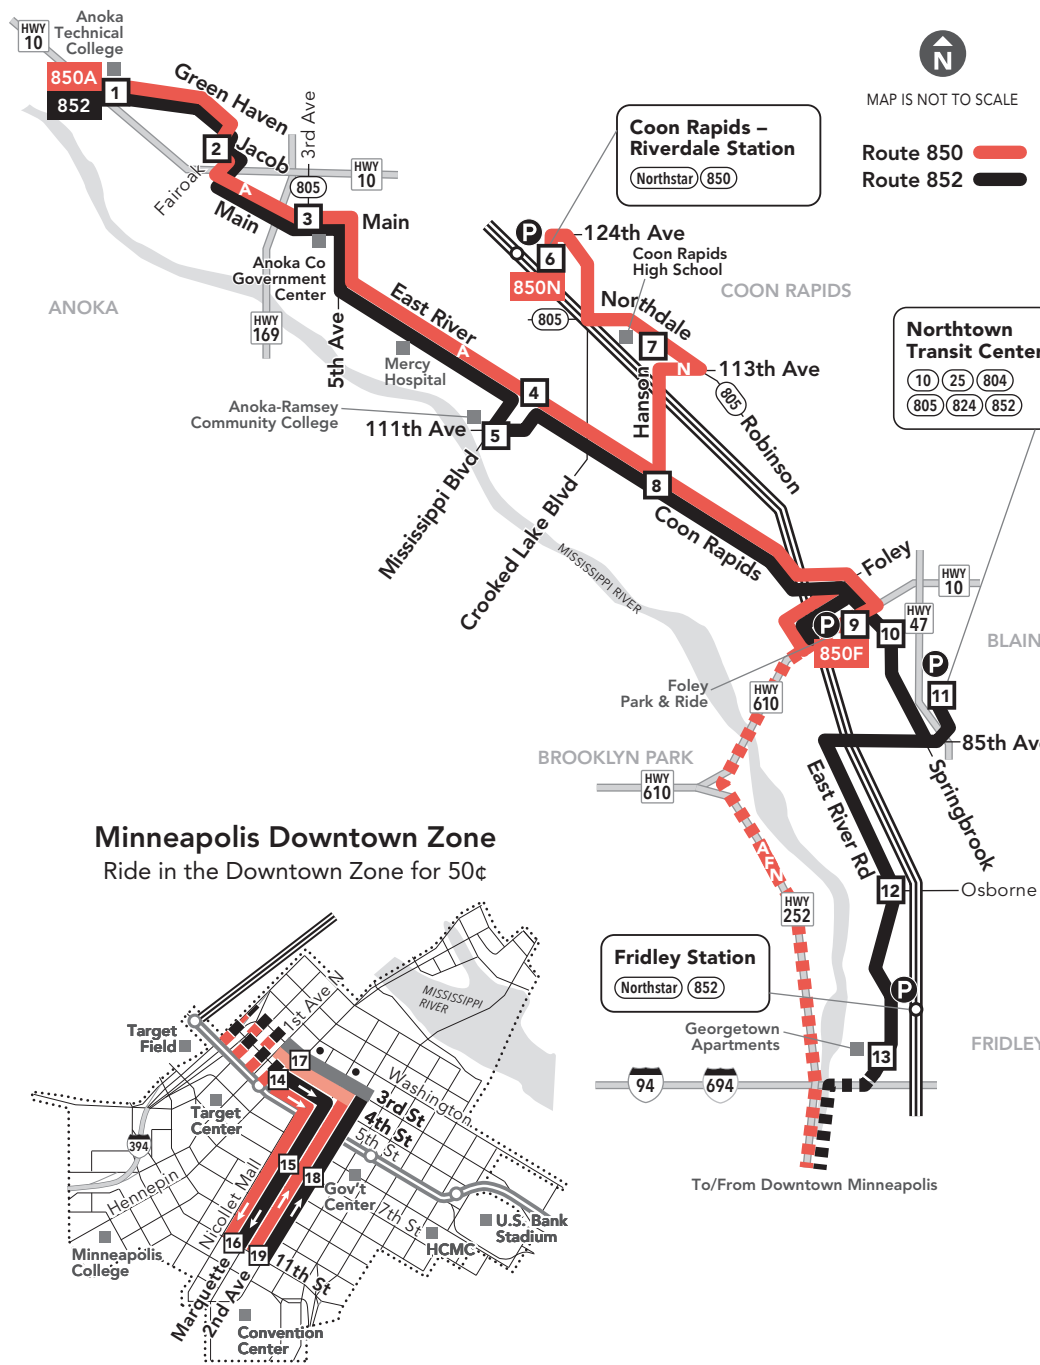 Anoka
Technical
College
HWY
10
850A
852
1
Green Haven
3rd Ave
2
Jacob
HWY
10
Fairoak
A
805
Main
3
Main
Anoka Co
Government
Center
ANOKA
HWY
169
5th Ave
East River
A
Mercy
Hospital
Anoka-Ramsey
Community College
111th Ave
4
5
Mississippi Blvd
Crooked Lake Blvd
Coon Rapids –
Riverdale Station
Northstar
850
N
MAP IS NOT TO SCALE
Route 850
Route 852
P
124th Ave
6
850N
Coon Rapids
High School
COON RAPIDS
805
Northdale
7
N
113th Ave
Hanson
805
Robinson
8
Coon Rapids
MISSISSIPPI RIVER
Northtown
Transit Center
10
25
804
805
824
852
Foley
HWY
10
HWY
47
P
9
10
850F
BLAIN
P
11
Foley
Park & Ride
HWY
610
85th Ave
BROOKLYN PARK
HWY
610
East River Rd
Springbrook
A
F
N
12
Osborne
HWY
252
Fridley Station
Northstar
852
P
Georgetown
Apartments
13
FRIDLEY
94
694
To/From Downtown Minneapolis
Minneapolis Downtown Zone
Ride in the Downtown Zone for 50¢
1st Ave N
MISSISSIPPI
RIVER
Target
Field
17
14
Washington
3rd St
4th St
5th St
Target
Center
394
15
18
Hennepin
Nicollet Mall
Gov't
Center
7th St
U.S. Bank
Stadium
HCMC
Minneapolis
College
16
19
11th St
Marquette
2nd Ave
Convention
Center